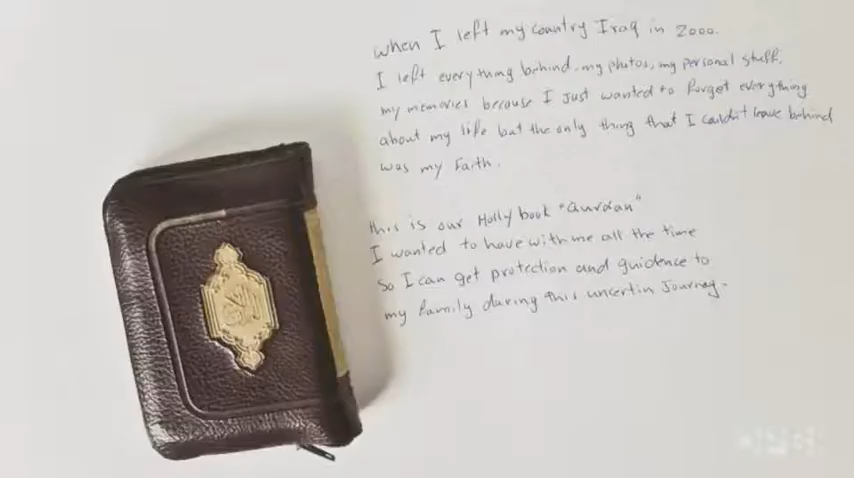 when I left my country Iraq in 2000.
I left everything behind. my photos, my personal stuff,
my memories because I just wanted to forget everything
about my life but the only thing that I couldn't leave behind
was my Faith.
this is our Holly book "Quraan"
I wanted to have with me all the time
so I can get protection and guidence to
my family during this uncertin Journey.